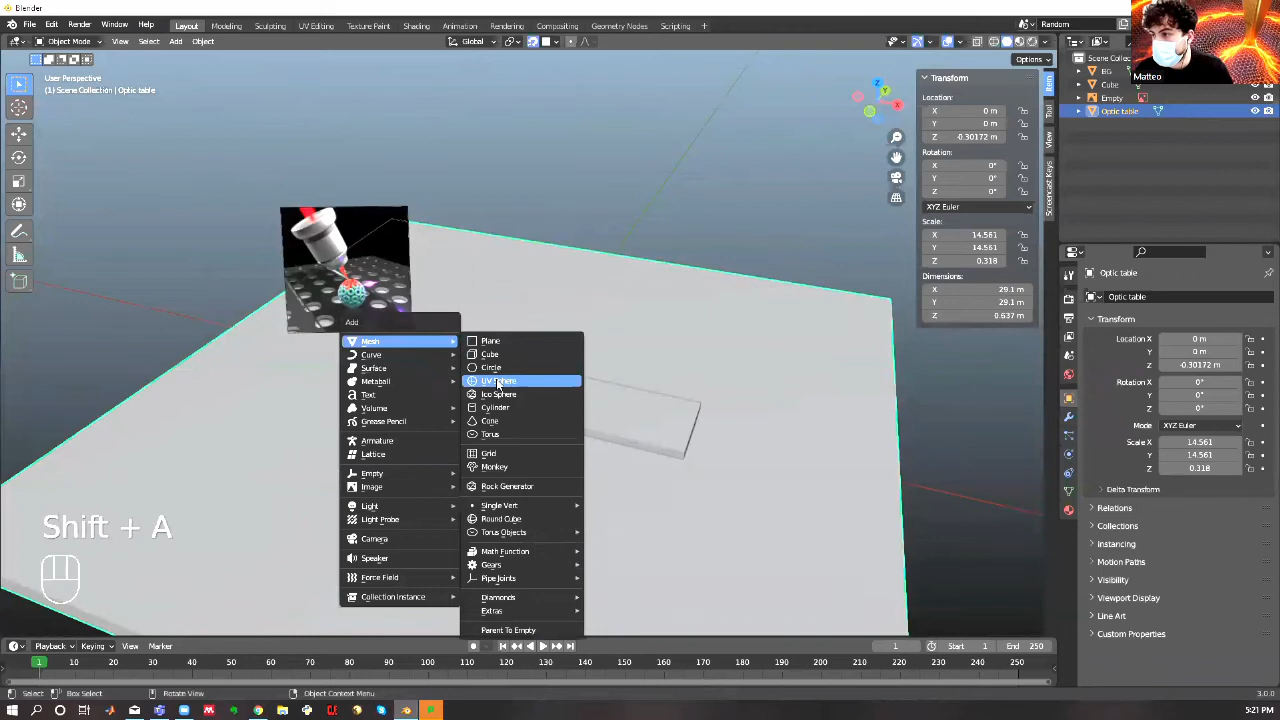 Blender
File Edit Render Window Help Layout Modeling Sculpting UV Editing Texture Paint Shading Animation Rendering Compositing Geometry Nodes Scripting + Random
Object Mode View Select Add Object Global
Options
User Perspective
(1) Scene Collection | Optic table
Matteo
Scene Collec
BG
Cube
Empty
Optic table
Transform
Location:
X 0 m
Y 0 m
Z -0.30172 m
Rotation:
X 0°
Y 0°
Z 0°
XYZ Euler
Scale:
X 14.561
Y 14.561
Z 0.318
Dimensions:
X 29.1 m
Y 29.1 m
Z 0.637 m
Item
Tool
View
Screencast Keys
X
Y
Z
Add
Mesh
Curve
Surface
Metaball
Text
Volume
Grease Pencil
Armature
Lattice
Empty
Image
Light
Light Probe
Camera
Speaker
Force Field
Collection Instance
Plane
Cube
Circle
UV Sphere
Ico Sphere
Cylinder
Cone
Torus
Grid
Monkey
Rock Generator
Single Vert
Round Cube
Torus Objects
Math Function
Gears
Pipe Joints
Diamonds
Extras
Parent To Empty
Shift + A
Optic table
Optic table
Transform
Location X 0 m
Y 0 m
Z -0.30172 m
Rotation X 0°
Y 0°
Z 0°
Mode XYZ Euler
Scale X 14.561
Y 14.561
Z 0.318
Delta Transform
Relations
Collections
Instancing
Motion Paths
Visibility
Viewport Display
Line Art
Custom Properties
Playback Keying View Marker 1 Start 1 End 250
1 10 20 30 40 50 60 70 80 90 100 110 120 130 140 150 160 170 180 190 200 210 220 230 240 250
Select Box Select Rotate View Object Context Menu
5:21 PM